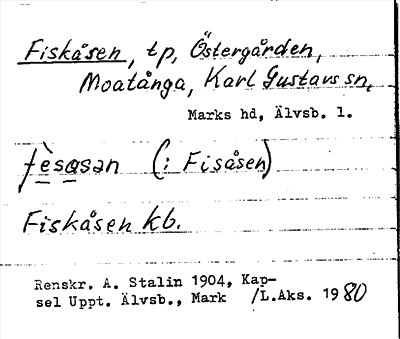 Fiskåsen, tp, Östergården,
Moatånga, Karl Gustavs sn,
Marks hd, Älvsb. l.
fèsasan (: Fisåsen)
Fiskåsen kb.
Renskr. A. Stalin 1904, Kap-
sel Uppt. Älvsb., Mark /L.Aks. 1980